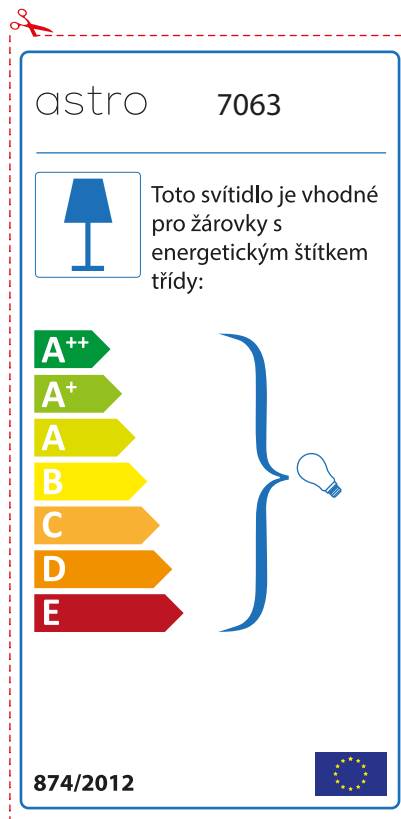 astro 7063
Toto svítidlo je vhodné
pro žárovky s
energetickým štítkem
třídy:
A++
A+
A
B
C
D
E
874/2012